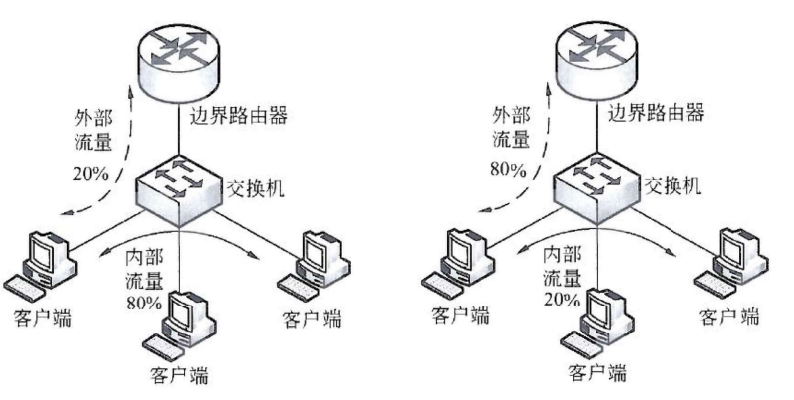 外部
流量
20%
边界路由器
交换机
内部
流量
80%
客户端
客户端
客户端
外部
流量
80%
边界路由器
交换机
内部
流量
20%
客户端
客户端
客户端